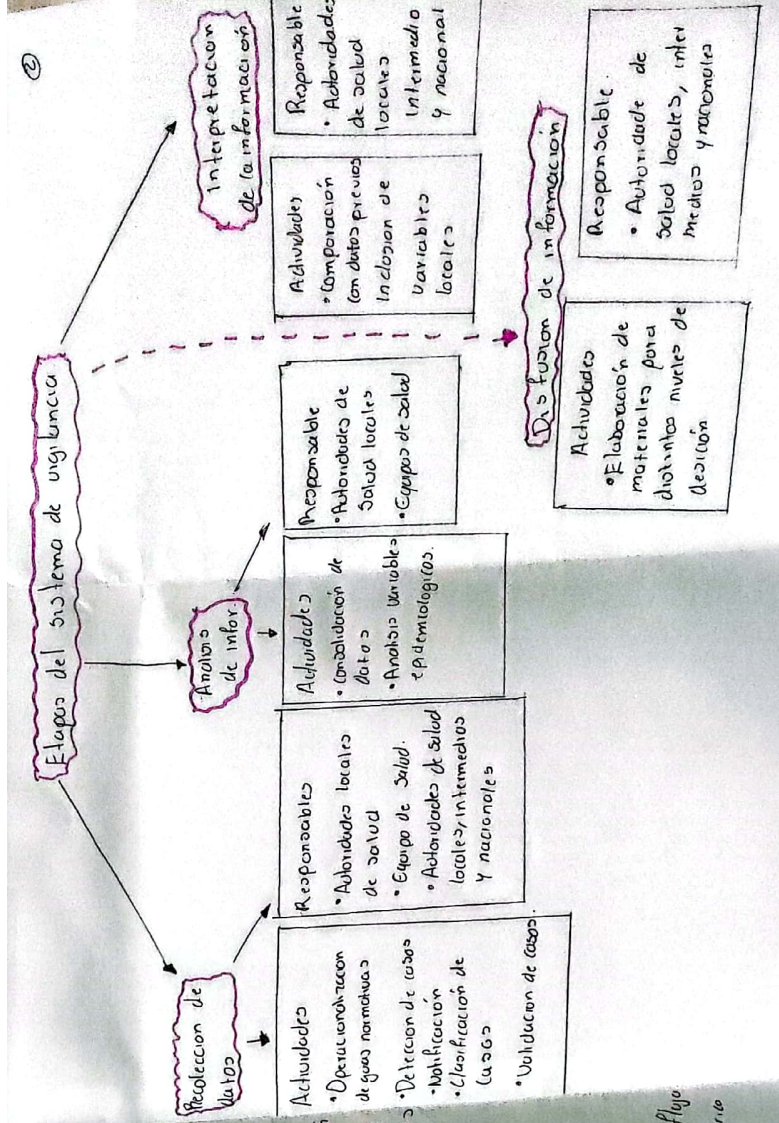 ②
Etapas del sistema de vigilancia
Recoleccion de
datos
Actividades
• Operacionalizacion
de guias normativas
• Deteccion de casos
• Notificación
• Clasificación de
casos
• Validacion de casos.
Responsables
• Autoridades locales
de salud
• Equipo de salud.
• Autoridades de salud
locales, intermedios
y nacionales
Analisis
de infor.
Actividades
• Consolidación de
datos
• Analisis variables
epidemiologicos.
Responsable
• Autoridades de
salud locales
• Equipos de salud
Interpretacion
de la informacion
Actividades
• Comparación
con datos previos
Inclusion de
variables
locales
Responsable
• Autoridades
de salud
locales
Intermedio
y nacional
Disfusion de información
Actividades
• Elaboración de
materiales para
distintos niveles de
desición
Responsable.
• Autoridade de
salud locales, inter
medios y nacionales
flujo